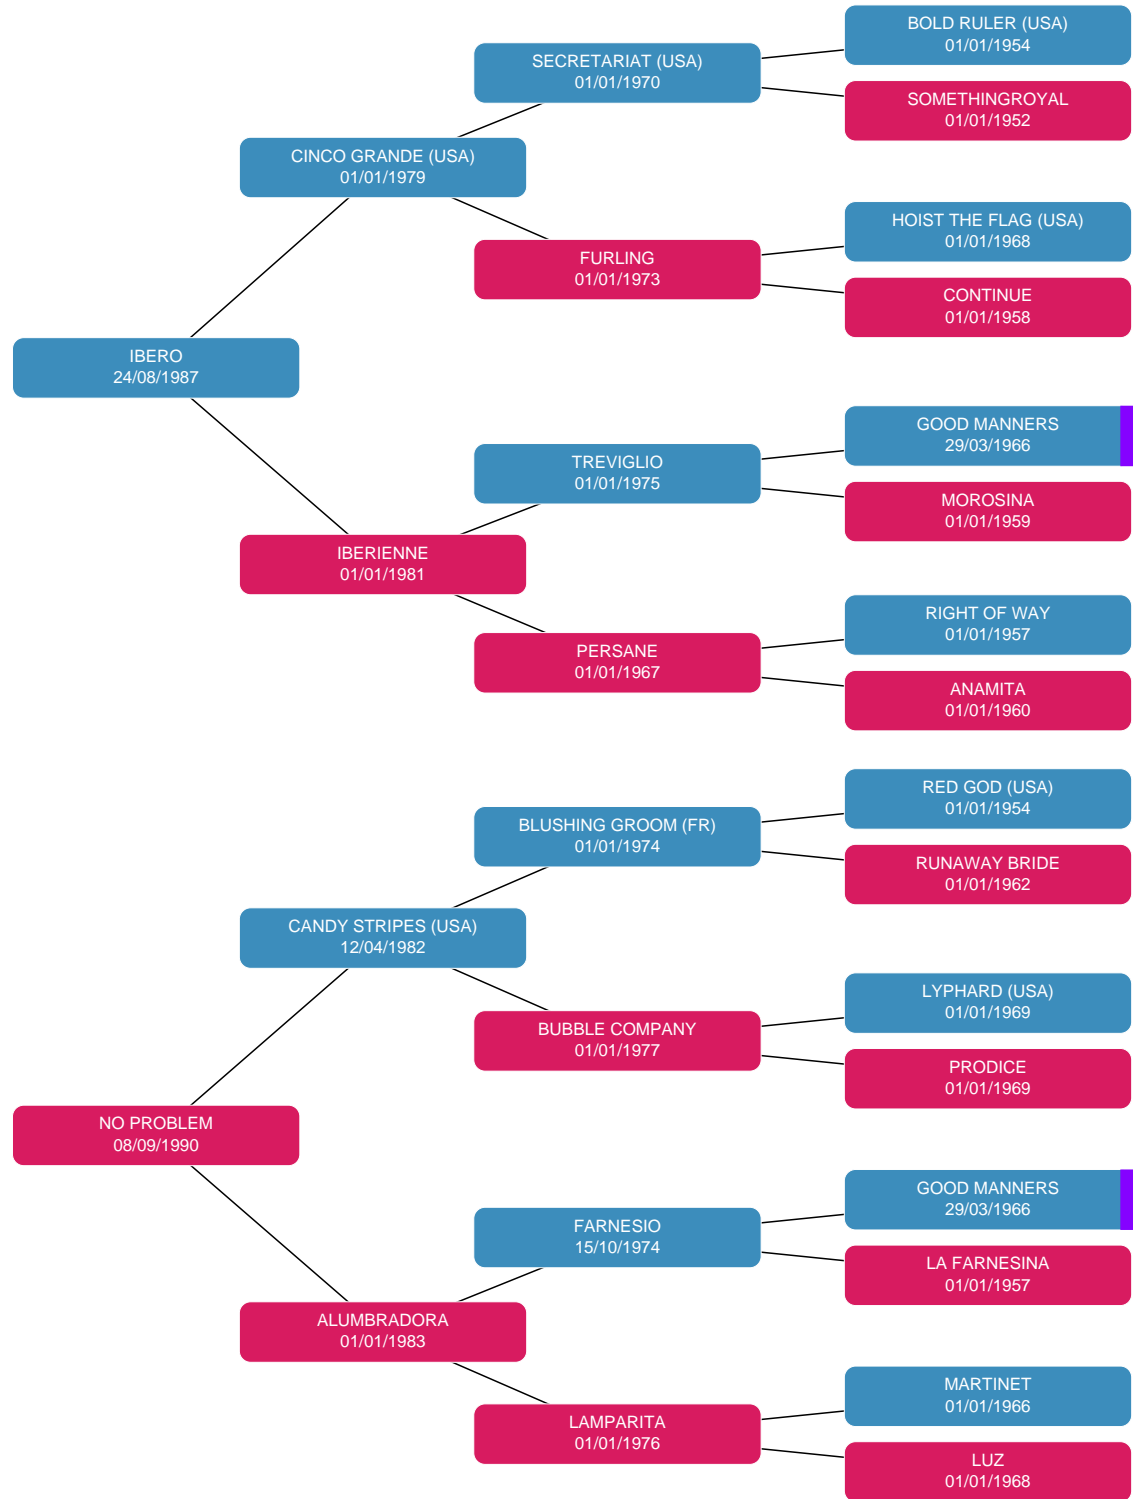 BOLD RULER (USA)
01/01/1954
SECRETARIAT (USA)
01/01/1970
SOMETHINGROYAL
01/01/1952
CINCO GRANDE (USA)
01/01/1979
HOIST THE FLAG (USA)
01/01/1968
FURLING
01/01/1973
CONTINUE
01/01/1958
IBERO
24/08/1987
GOOD MANNERS
29/03/1966
TREVIGLIO
01/01/1975
MOROSINA
01/01/1959
IBERIENNE
01/01/1981
RIGHT OF WAY
01/01/1957
PERSANE
01/01/1967
ANAMITA
01/01/1960
RED GOD (USA)
01/01/1954
BLUSHING GROOM (FR)
01/01/1974
RUNAWAY BRIDE
01/01/1962
CANDY STRIPES (USA)
12/04/1982
LYPHARD (USA)
01/01/1969
BUBBLE COMPANY
01/01/1977
PRODICE
01/01/1969
NO PROBLEM
08/09/1990
GOOD MANNERS
29/03/1966
FARNESIO
15/10/1974
LA FARNESINA
01/01/1957
ALUMBRADORA
01/01/1983
MARTINET
01/01/1966
LAMPARITA
01/01/1976
LUZ
01/01/1968